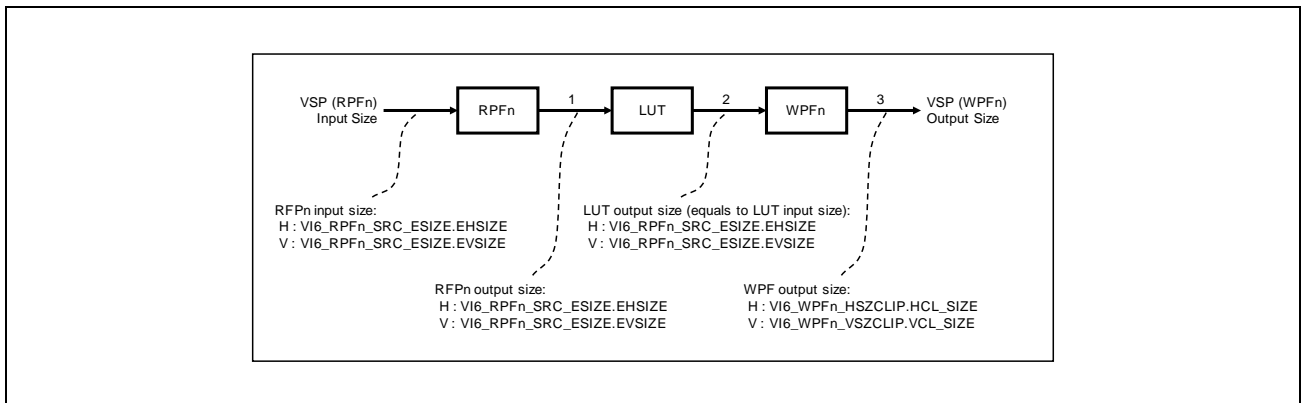 VSP (RPFn)
Input Size
RPFn
1
LUT
2
WPFn
3
VSP (WPFn)
Output Size
RFPn input size:
H : VI6_RPFn_SRC_ESIZE.EHSIZE
V : VI6_RPFn_SRC_ESIZE.EVSIZE
LUT output size (equals to LUT input size):
H : VI6_RPFn_SRC_ESIZE.EHSIZE
V : VI6_RPFn_SRC_ESIZE.EVSIZE
RFPn output size:
H : VI6_RPFn_SRC_ESIZE.EHSIZE
V : VI6_RPFn_SRC_ESIZE.EVSIZE
WPF output size:
H : VI6_WPFn_HSZCLIP.HCL_SIZE
V : VI6_WPFn_VSZCLIP.VCL_SIZE